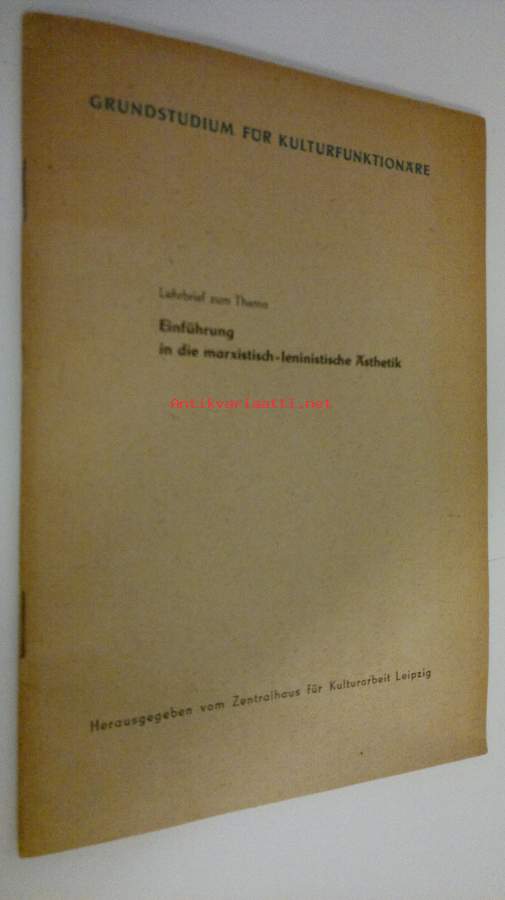 GRUNDSTUDIUM FÜR KULTURFUNKTIONÄRE
Lehrbrief zum Thema
Einführung
in die marxistisch-leninistische Ästhetik
Antikvariaatti.net
Herausgegeben vom Zentralhaus für Kulturarbeit Leipzig